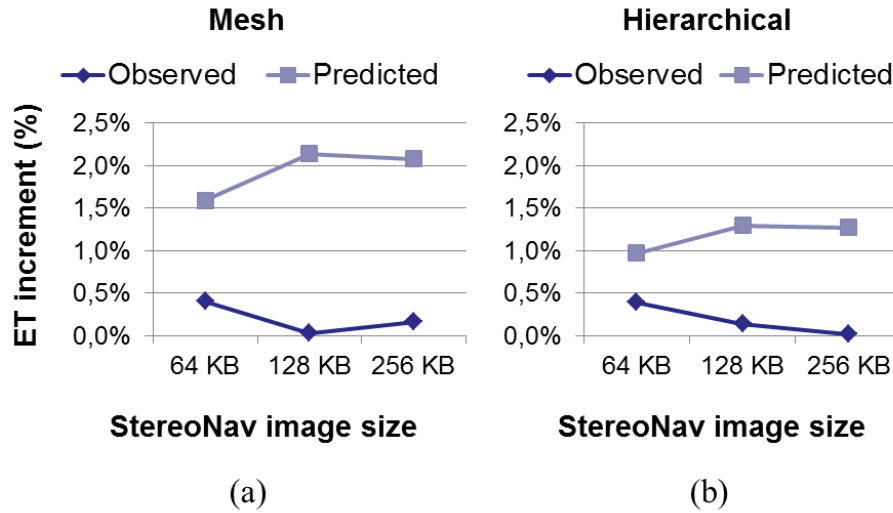 Mesh
Hierarchical
Observed Predicted
Observed Predicted
ET increment (%)
2,5%
2,0%
1,5%
1,0%
0,5%
0,0%
64 KB 128 KB 256 KB
StereoNav image size
(a)
2,5%
2,0%
1,5%
1,0%
0,5%
0,0%
64 KB 128 KB 256 KB
StereoNav image size
(b)